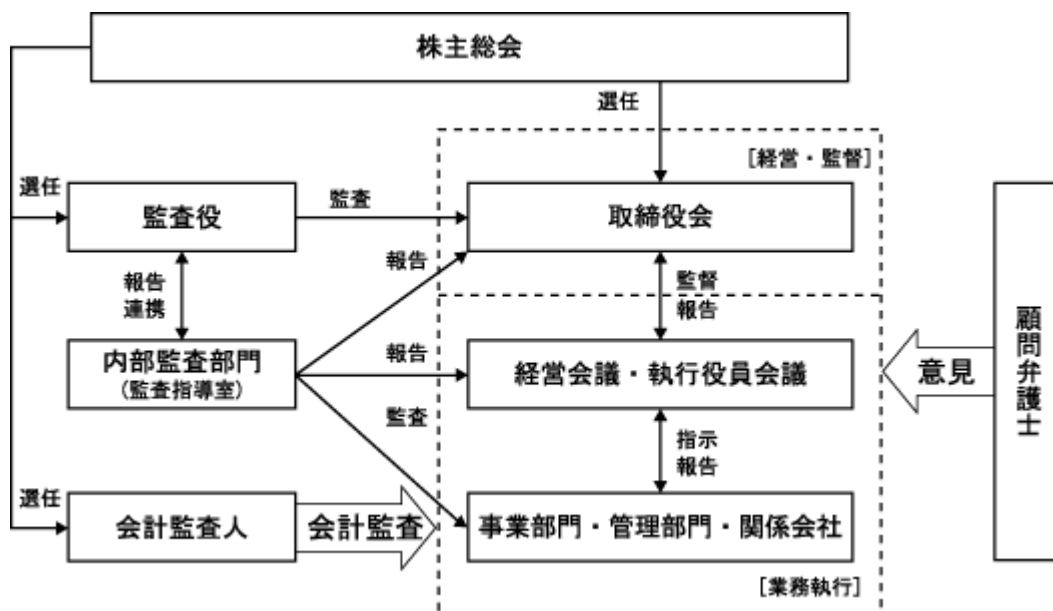 株主総会
選任
[経営・監督]
選任
監査役
監査
取締役会
報告
連携
報告
監督
報告
内部監査部門
(監査指導室)
報告
経営会議・執行役員会議
意見
顧問弁護士
監査
指示
報告
選任
会計監査人
会計監査
事業部門・管理部門・関係会社
[業務執行]